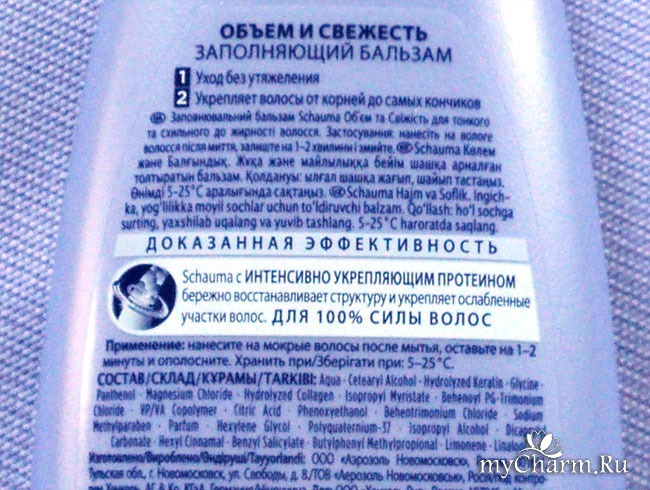 ОБЪЕМ И СВЕЖЕСТЬ
ЗАПОЛНЯЮЩИЙ БАЛЬЗАМ
1 Уход без утяжеления
2 Укрепляет волосы от корней до самых кончиков
Заповнювальний бальзам Schauma Об'єм та Свіжість для тонкого
та схильного до жирності волосся. Застосування: нанесіть на вологе
волосся після миття, залиште на 1–2 хвилини і змийте. Schauma Көлем
және Балғындық. Жұқа және майлылыққа бейім шашқа арналған
толтыратын бальзам. Қолдануы: ылғал шашқа жағып, шайып тастаңыз.
Өнімді 5–25°C аралығында сақтаңыз. Schauma Hajm va Soflik. Ingich-
ka, yog'lilikka moyil sochlar uchun to'ldiruvchi balzam. Qo'llash: ho'l sochga
surting, yaxshilab uqalang va yuvib tashlang. 5–25°C haroratda saqlang.
ДОКАЗАННАЯ ЭФФЕКТИВНОСТЬ
Schauma с ИНТЕНСИВНО УКРЕПЛЯЮЩИМ ПРОТЕИНОМ
бережно восстанавливает структуру и укрепляет ослабленные
участки волос. ДЛЯ 100% СИЛЫ ВОЛОС
Применение: нанесите на мокрые волосы после мытья, оставьте на 1–2
минуты и ополосните. Хранить при/Зберігати при: 5–25°C.
СОСТАВ/СКЛАД/ҚҰРАМЫ/TARKIBI: Aqua · Cetearyl Alcohol · Hydrolyzed Keratin · Glycine ·
Panthenol · Magnesium Chloride · Hydrolyzed Collagen · Isopropyl Myristate · Behenoyl PG-Trimonium
Chloride · VP/VA Copolymer · Citric Acid · Phenoxyethanol · Behentrimonium Chloride · Sodium
Methylparaben · Parfum · Hexylene Glycol · Polyquaternium-37 · Isopropyl Alcohol · Dicapryl
Carbonate · Hexyl Cinnamal · Benzyl Salicylate · Butylphenyl Methylpropional · Limonene · Linalool
Изготовлено/Вироблено/Өндіруші/Tayyorlandi: ООО «Аэрозоль Новомосковск»
Тульская обл., г. Новомосковск, ул. Свободы, д. 8/ТОВ «Аерозоль Новомосковск»
myCharm.Ru